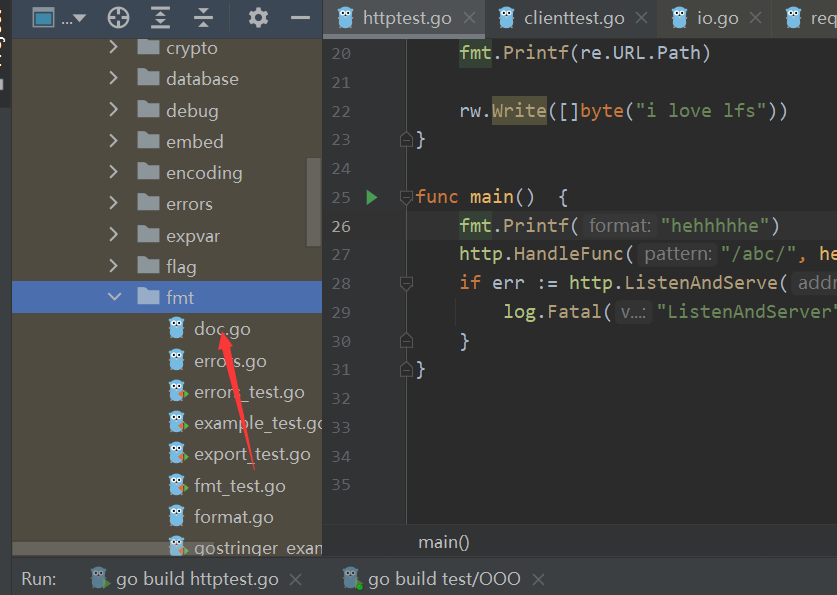 ...
httptest.go
clienttest.go
io.go
req
crypto
database
debug
embed
encoding
errors
expvar
flag
fmt
doc.go
errors.go
errors_test.go
example_test.go
export_test.go
fmt_test.go
format.go
gostringer_exam
20 fmt.Printf(re.URL.Path)
21
22 rw.Write([]byte("i love lfs"))
23 }
24
25 func main() {
26 fmt.Printf( format: "hehhhhhe")
27 http.HandleFunc( pattern: "/abc/", he
28 if err := http.ListenAndServe( addr
29 log.Fatal( v...: "ListenAndServer"
30 }
31 }
32
33
34
35
main()
Run:
go build httptest.go
go build test/OOO